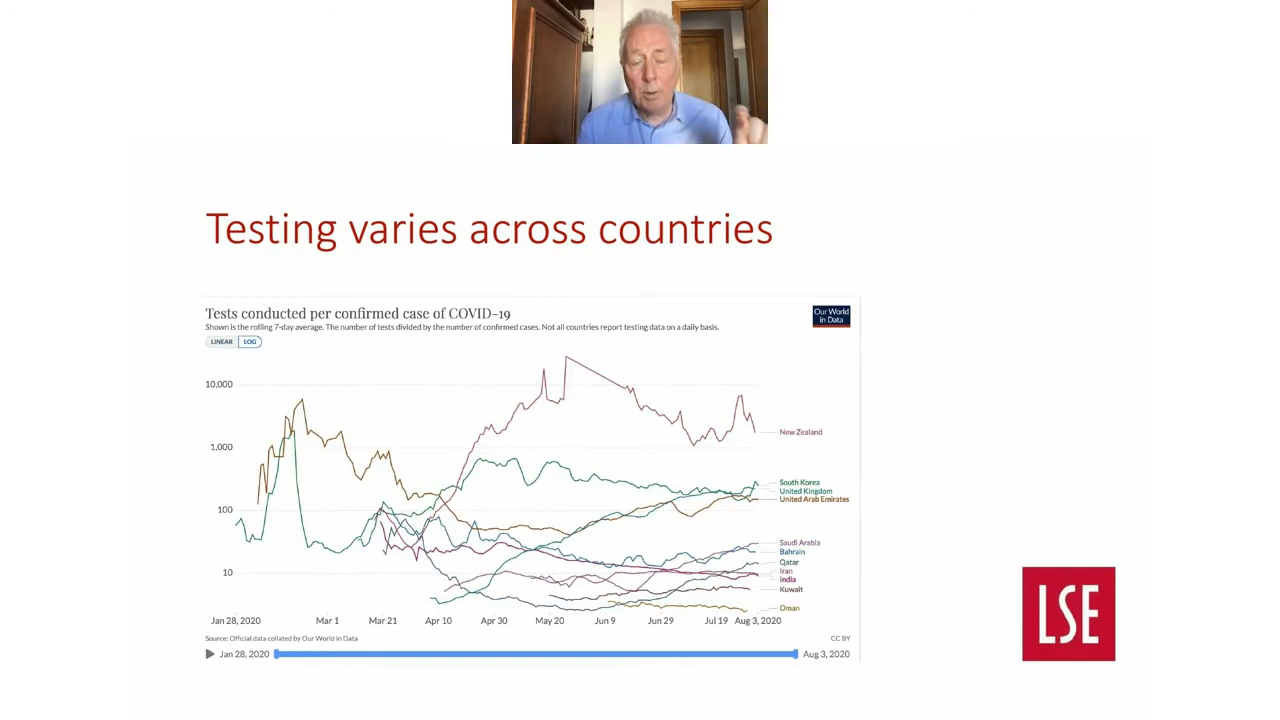 Testing varies across countries
Tests conducted per confirmed case of COVID-19
Shown is the rolling 7-day average. The number of tests divided by the number of confirmed cases. Not all countries report testing data on a daily basis.
Our World
in Data
LINEAR LOG
10,000
1,000
100
10
New Zealand
South Korea
United Kingdom
United Arab Emirates
Saudi Arabia
Bahrain
Qatar
Iran
India
Kuwait
Oman
Jan 28, 2020 Mar 1 Mar 21 Apr 10 Apr 30 May 20 Jun 9 Jun 29 Jul 19 Aug 3, 2020
Source: Official data collated by Our World in Data CC BY
Jan 28, 2020 Aug 3, 2020
LSE